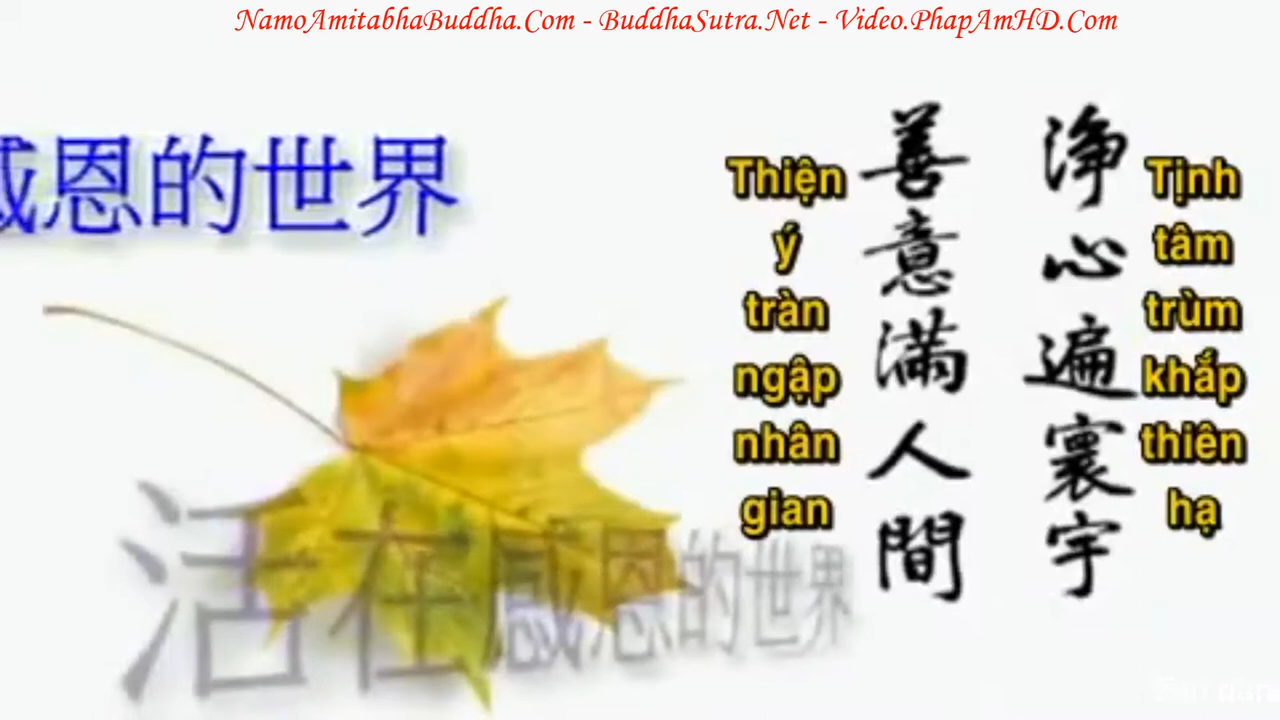 NamoAmitabhaBuddha.Com - BuddhaSutra.Net - Video.PhapAmHD.Com
感恩的世界
淨心遍寰宇
Tịnh
tâm
trùm
khắp
thiên
hạ
善意滿人間
Thiện
ý
tràn
ngập
nhân
gian
活在感恩的世界